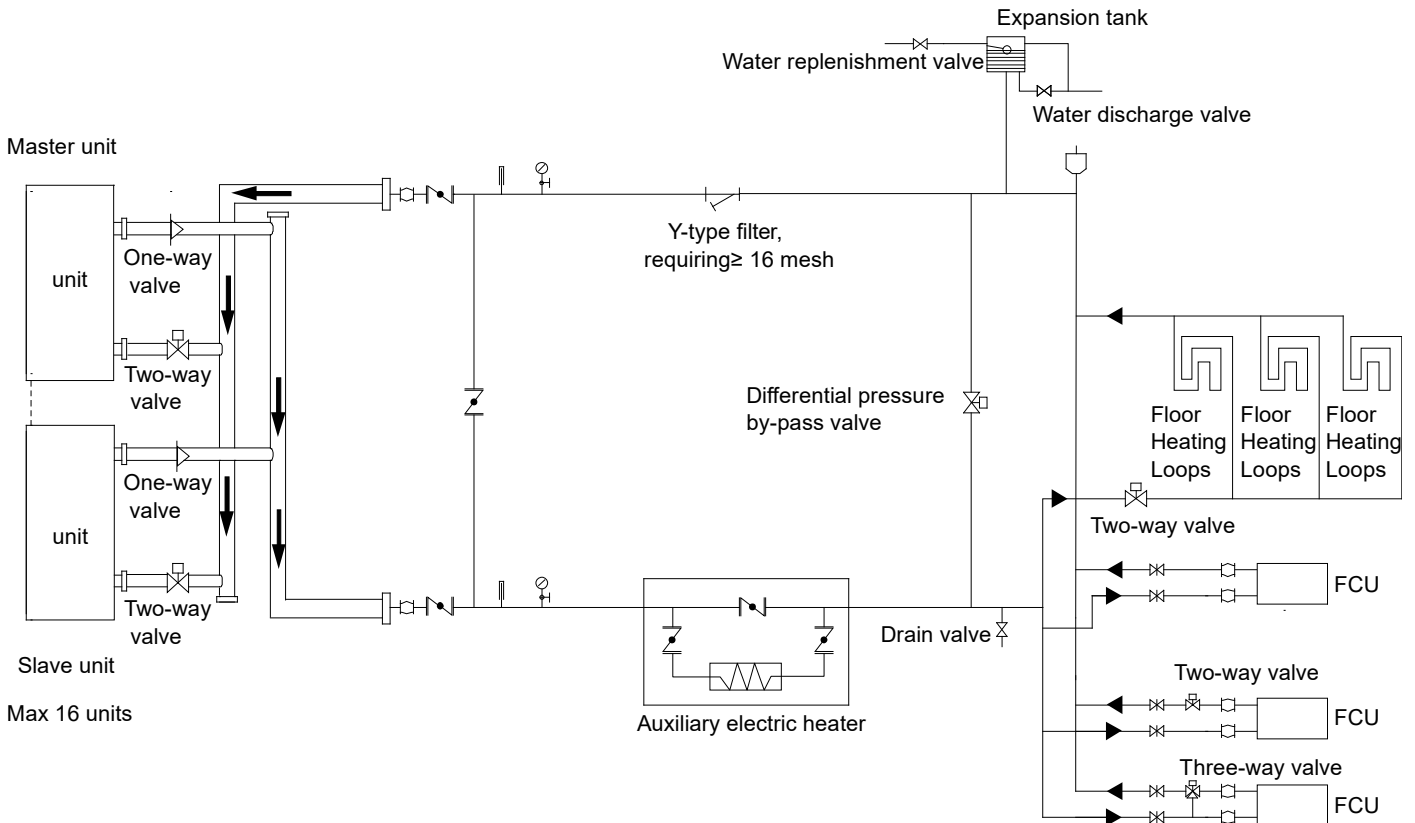 Expansion tank
Water replenishment valve
Water discharge valve
Master unit
unit
One-way
valve
Two-way
valve
Y-type filter,
requiring≥ 16 mesh
Differential pressure
by-pass valve
Floor
Heating
Loops
Floor
Heating
Loops
Floor
Heating
Loops
unit
One-way
valve
Two-way
valve
Two-way valve
FCU
Drain valve
Slave unit
Max 16 units
Auxiliary electric heater
Two-way valve
FCU
Three-way valve
FCU